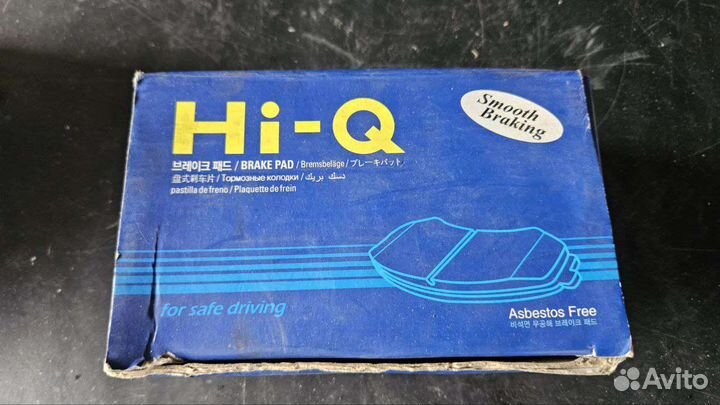 Hi-Q
Smooth
Braking
브레이크 패드 / BRAKE PAD / Bremsbeläge / ブレーキパット
盘式刹车片 / Тормозные колодки / دسك بريك
pastilla de freno / Plaquette de frein
for safe driving
Asbestos Free
비석면 무공해 브레이크 패드
Avito